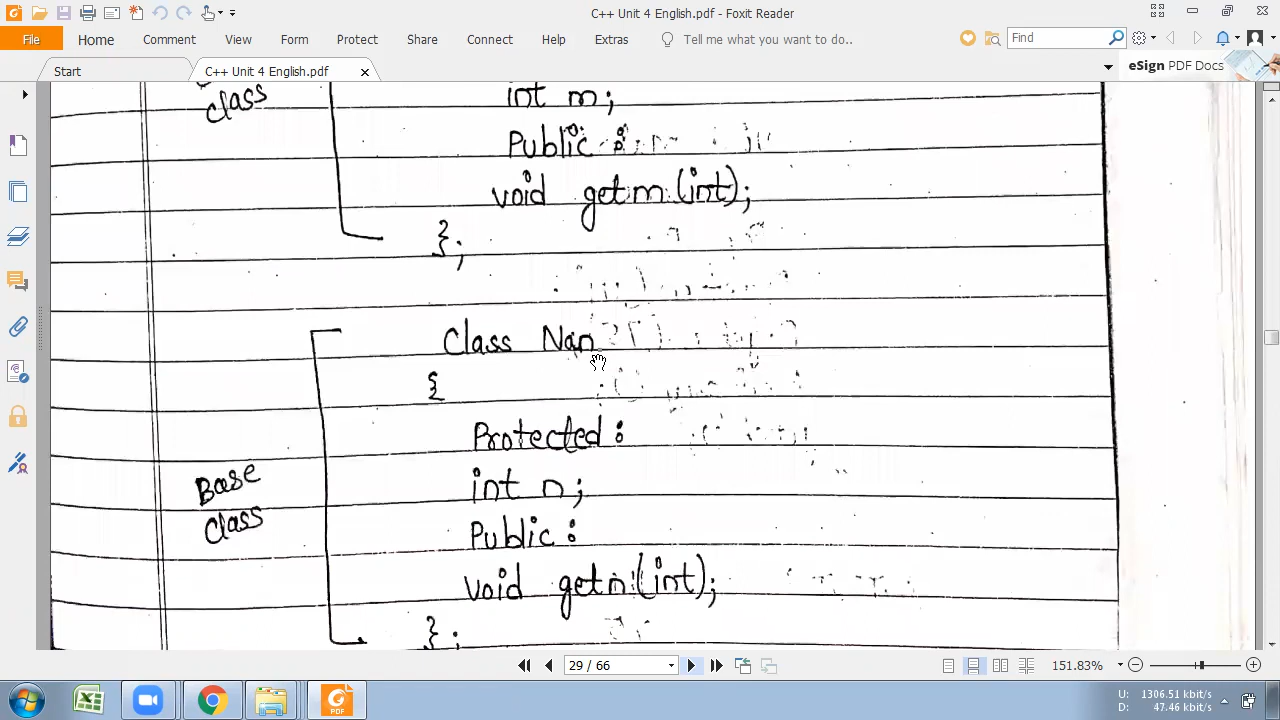 C++ Unit 4 English.pdf - Foxit Reader
File Home Comment View Form Protect Share Connect Help Extras Tell me what you want to do.. Find
Start C++ Unit 4 English.pdf eSign PDF Docs
Class
int m;
Public :
void getm(int);
};
Class Nan
{
Protected :
int n;
Base
Class
Public :
void getn(int);
};
29 / 66 151.83%
U: 1306.51 kbit/s
D: 47.46 kbit/s